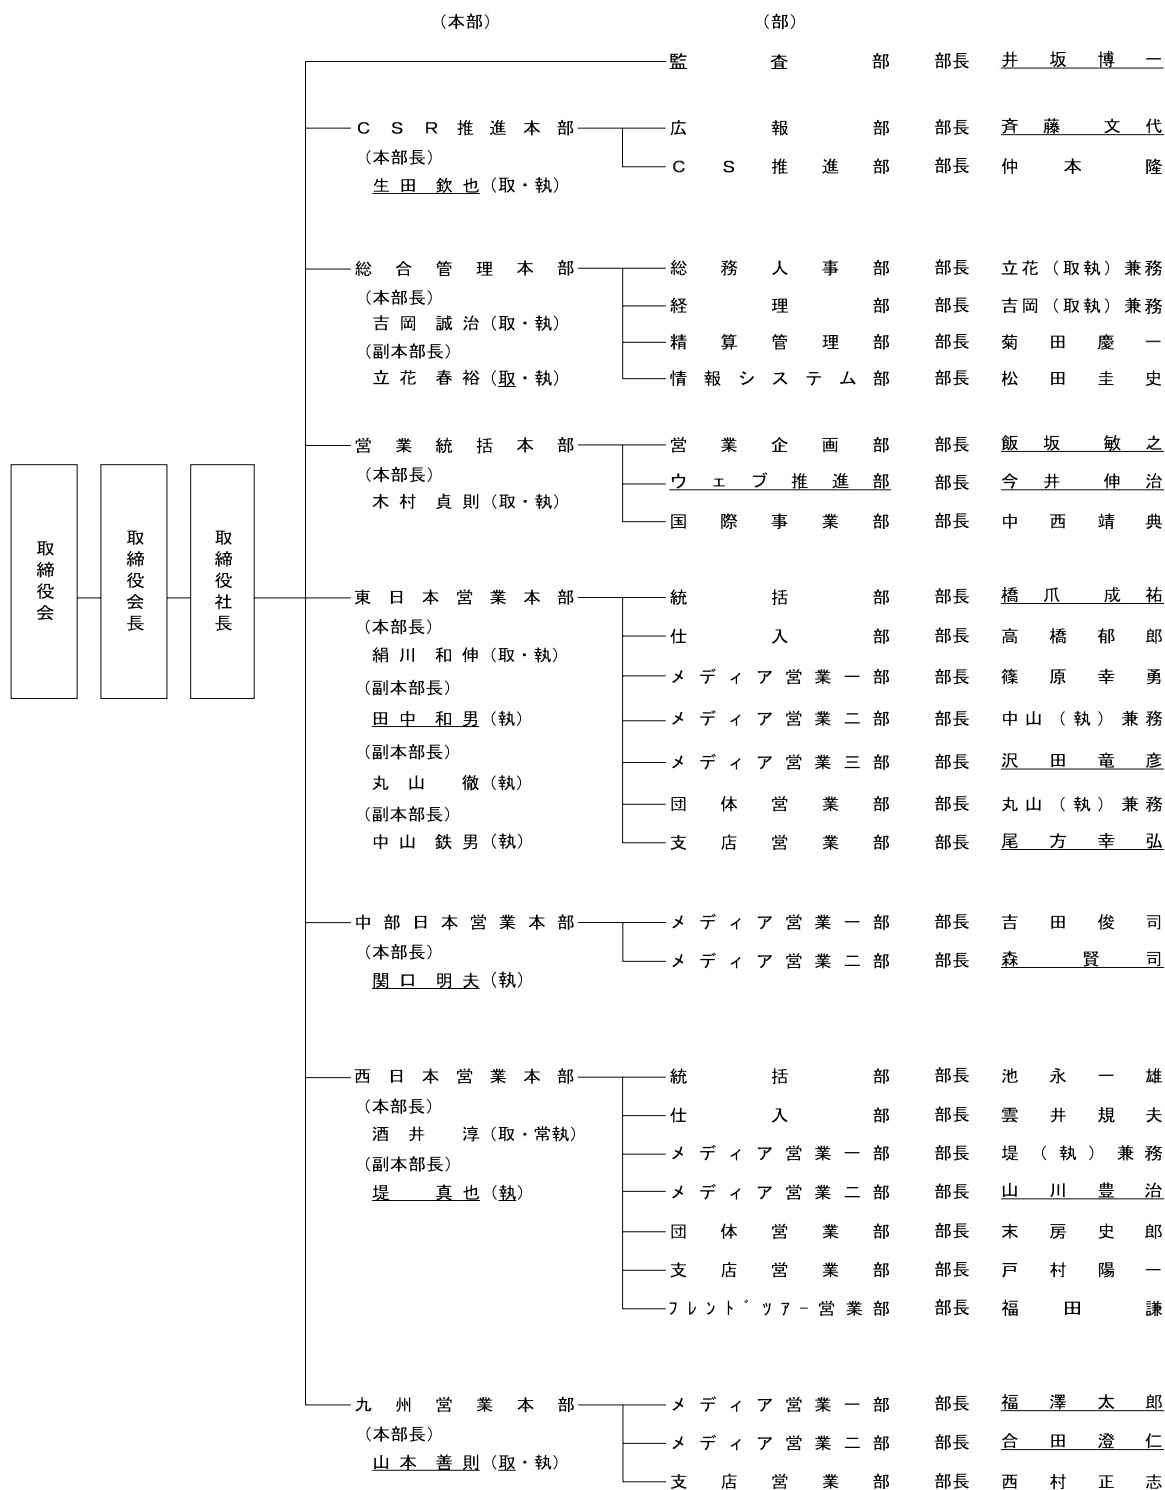 （本部） （部）
監査部 部長 井坂博一
ＣＳＲ推進本部 広報部 部長 斉藤文代
（本部長）
ＣＳ推進部 部長 仲本隆
生田欽也（取・執）
総合管理本部 総務人事部 部長 立花（取執）兼務
（本部長）
経理部 部長 吉岡（取執）兼務
吉岡誠治（取・執）
精算管理部 部長 菊田慶一
（副本部長）
立花春裕（取・執） 情報システム部 部長 松田圭史
営業統括本部 営業企画部 部長 飯坂敏之
（本部長）
ウェブ推進部 部長 今井伸治
木村貞則（取・執）
国際事業部 部長 中西靖典
取締役会
取締役会長
取締役社長
東日本営業本部 統括部 部長 橋爪成祐
（本部長）
仕入部 部長 高橋郁郎
絹川和伸（取・執）
メディア営業一部 部長 篠原幸勇
（副本部長）
田中和男（執） メディア営業二部 部長 中山（執）兼務
（副本部長）
メディア営業三部 部長 沢田竜彦
丸山徹（執）
団体営業部 部長 丸山（執）兼務
（副本部長）
中山鉄男（執） 支店営業部 部長 尾方幸弘
中部日本営業本部 メディア営業一部 部長 吉田俊司
（本部長）
メディア営業二部 部長 森賢司
関口明夫（執）
西日本営業本部 統括部 部長 池永一雄
（本部長）
仕入部 部長 雲井規夫
酒井淳（取・常執）
メディア営業一部 部長 堤（執）兼務
（副本部長）
堤真也（執） メディア営業二部 部長 山川豊治
団体営業部 部長 末房史郎
支店営業部 部長 戸村陽一
ﾌﾚﾝﾄﾞﾂｱｰ営業部 部長 福田謙
九州営業本部 メディア営業一部 部長 福澤太郎
（本部長）
メディア営業二部 部長 合田澄仁
山本善則（取・執）
支店営業部 部長 西村正志